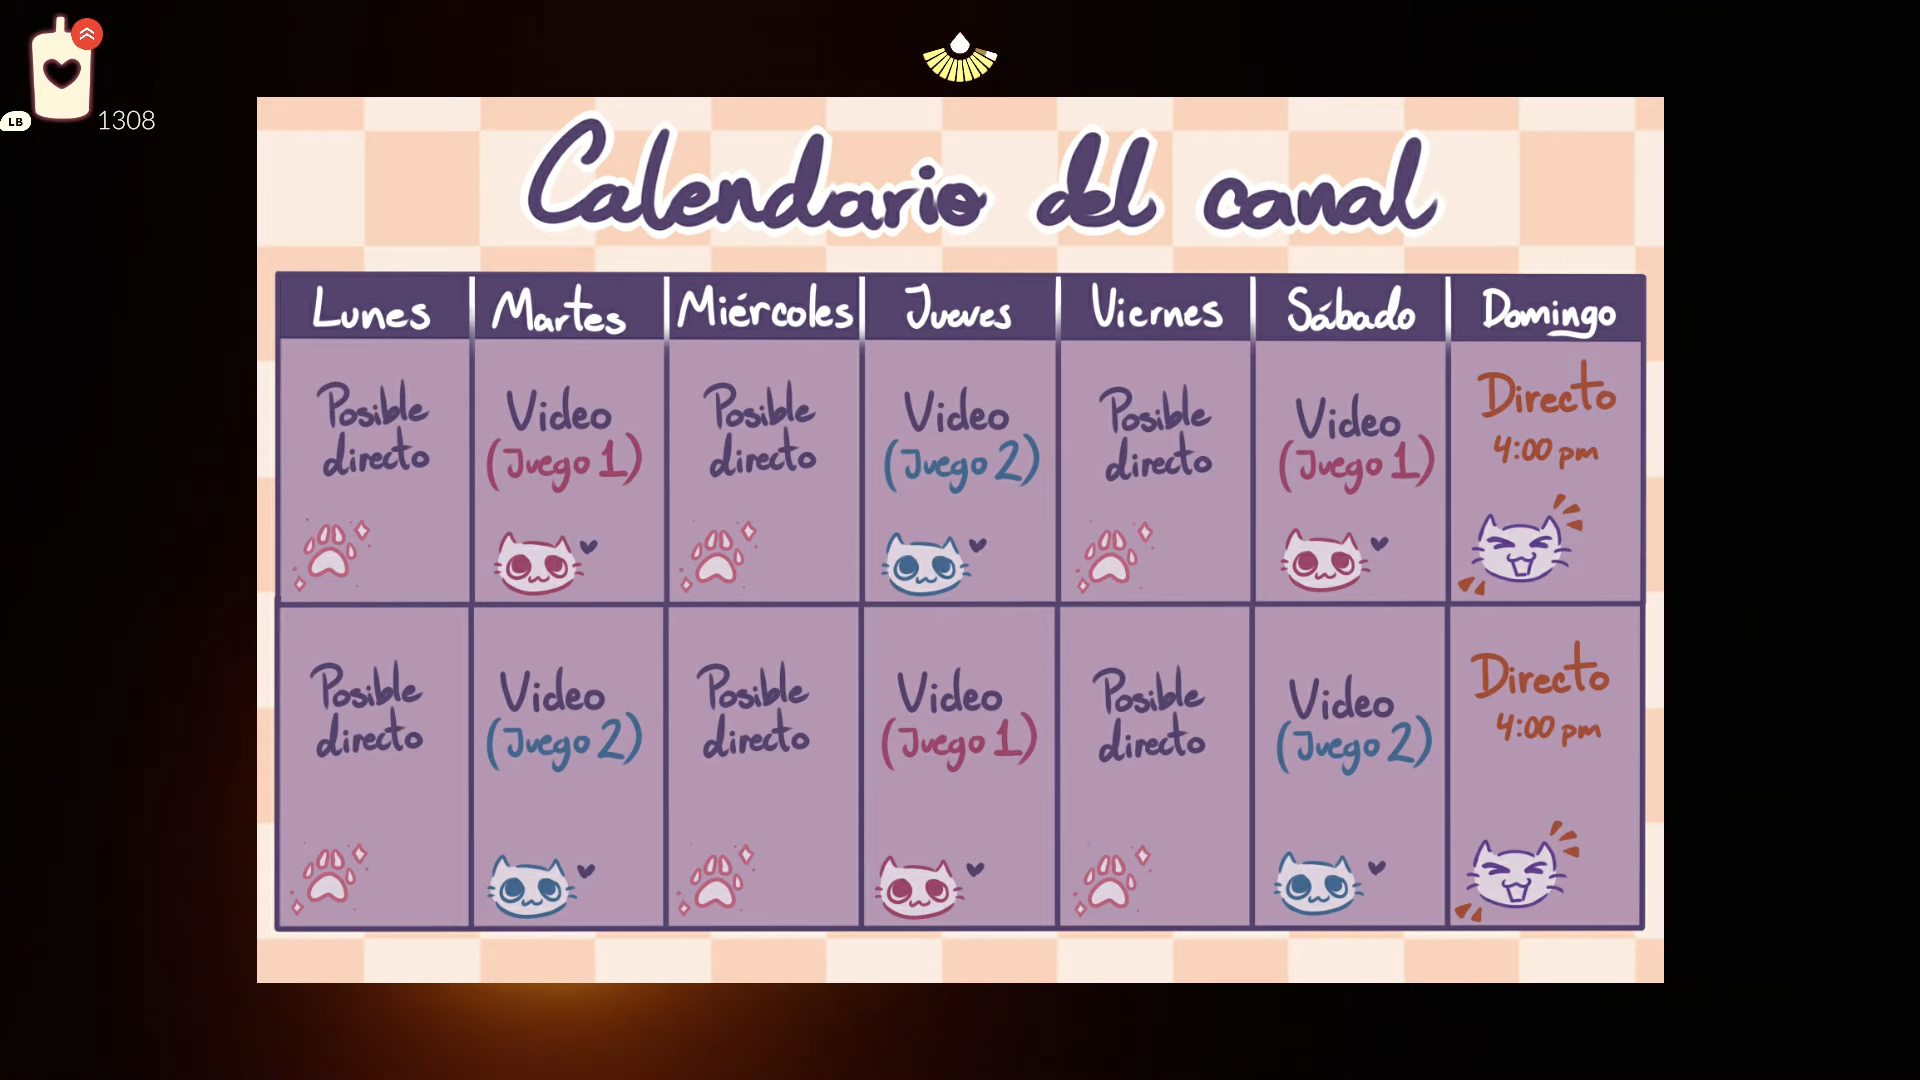 LB
1308
Calendario del canal
Lunes Martes Miércoles Jueves Viernes Sábado Domingo
Posible directo
Video (Juego 1)
Posible directo
Video (Juego 2)
Posible directo
Video (Juego 1)
Directo 4:00 pm
Posible directo
Video (Juego 2)
Posible directo
Video (Juego 1)
Posible directo
Video (Juego 2)
Directo 4:00 pm